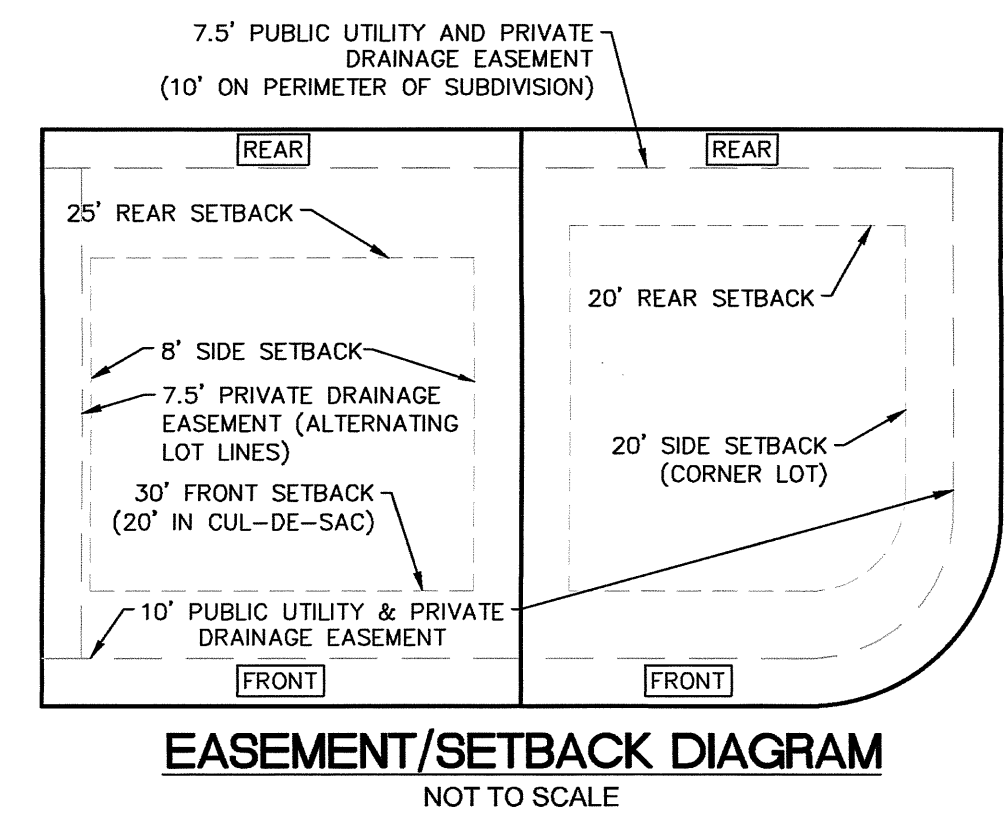 7.5' PUBLIC UTILITY AND PRIVATE
DRAINAGE EASEMENT
(10' ON PERIMETER OF SUBDIVISION)
REAR
REAR
25' REAR SETBACK
20' REAR SETBACK
8' SIDE SETBACK
7.5' PRIVATE DRAINAGE
EASEMENT (ALTERNATING
LOT LINES)
20' SIDE SETBACK
(CORNER LOT)
30' FRONT SETBACK
(20' IN CUL-DE-SAC)
10' PUBLIC UTILITY & PRIVATE
DRAINAGE EASEMENT
FRONT
FRONT
EASEMENT/SETBACK DIAGRAM
NOT TO SCALE